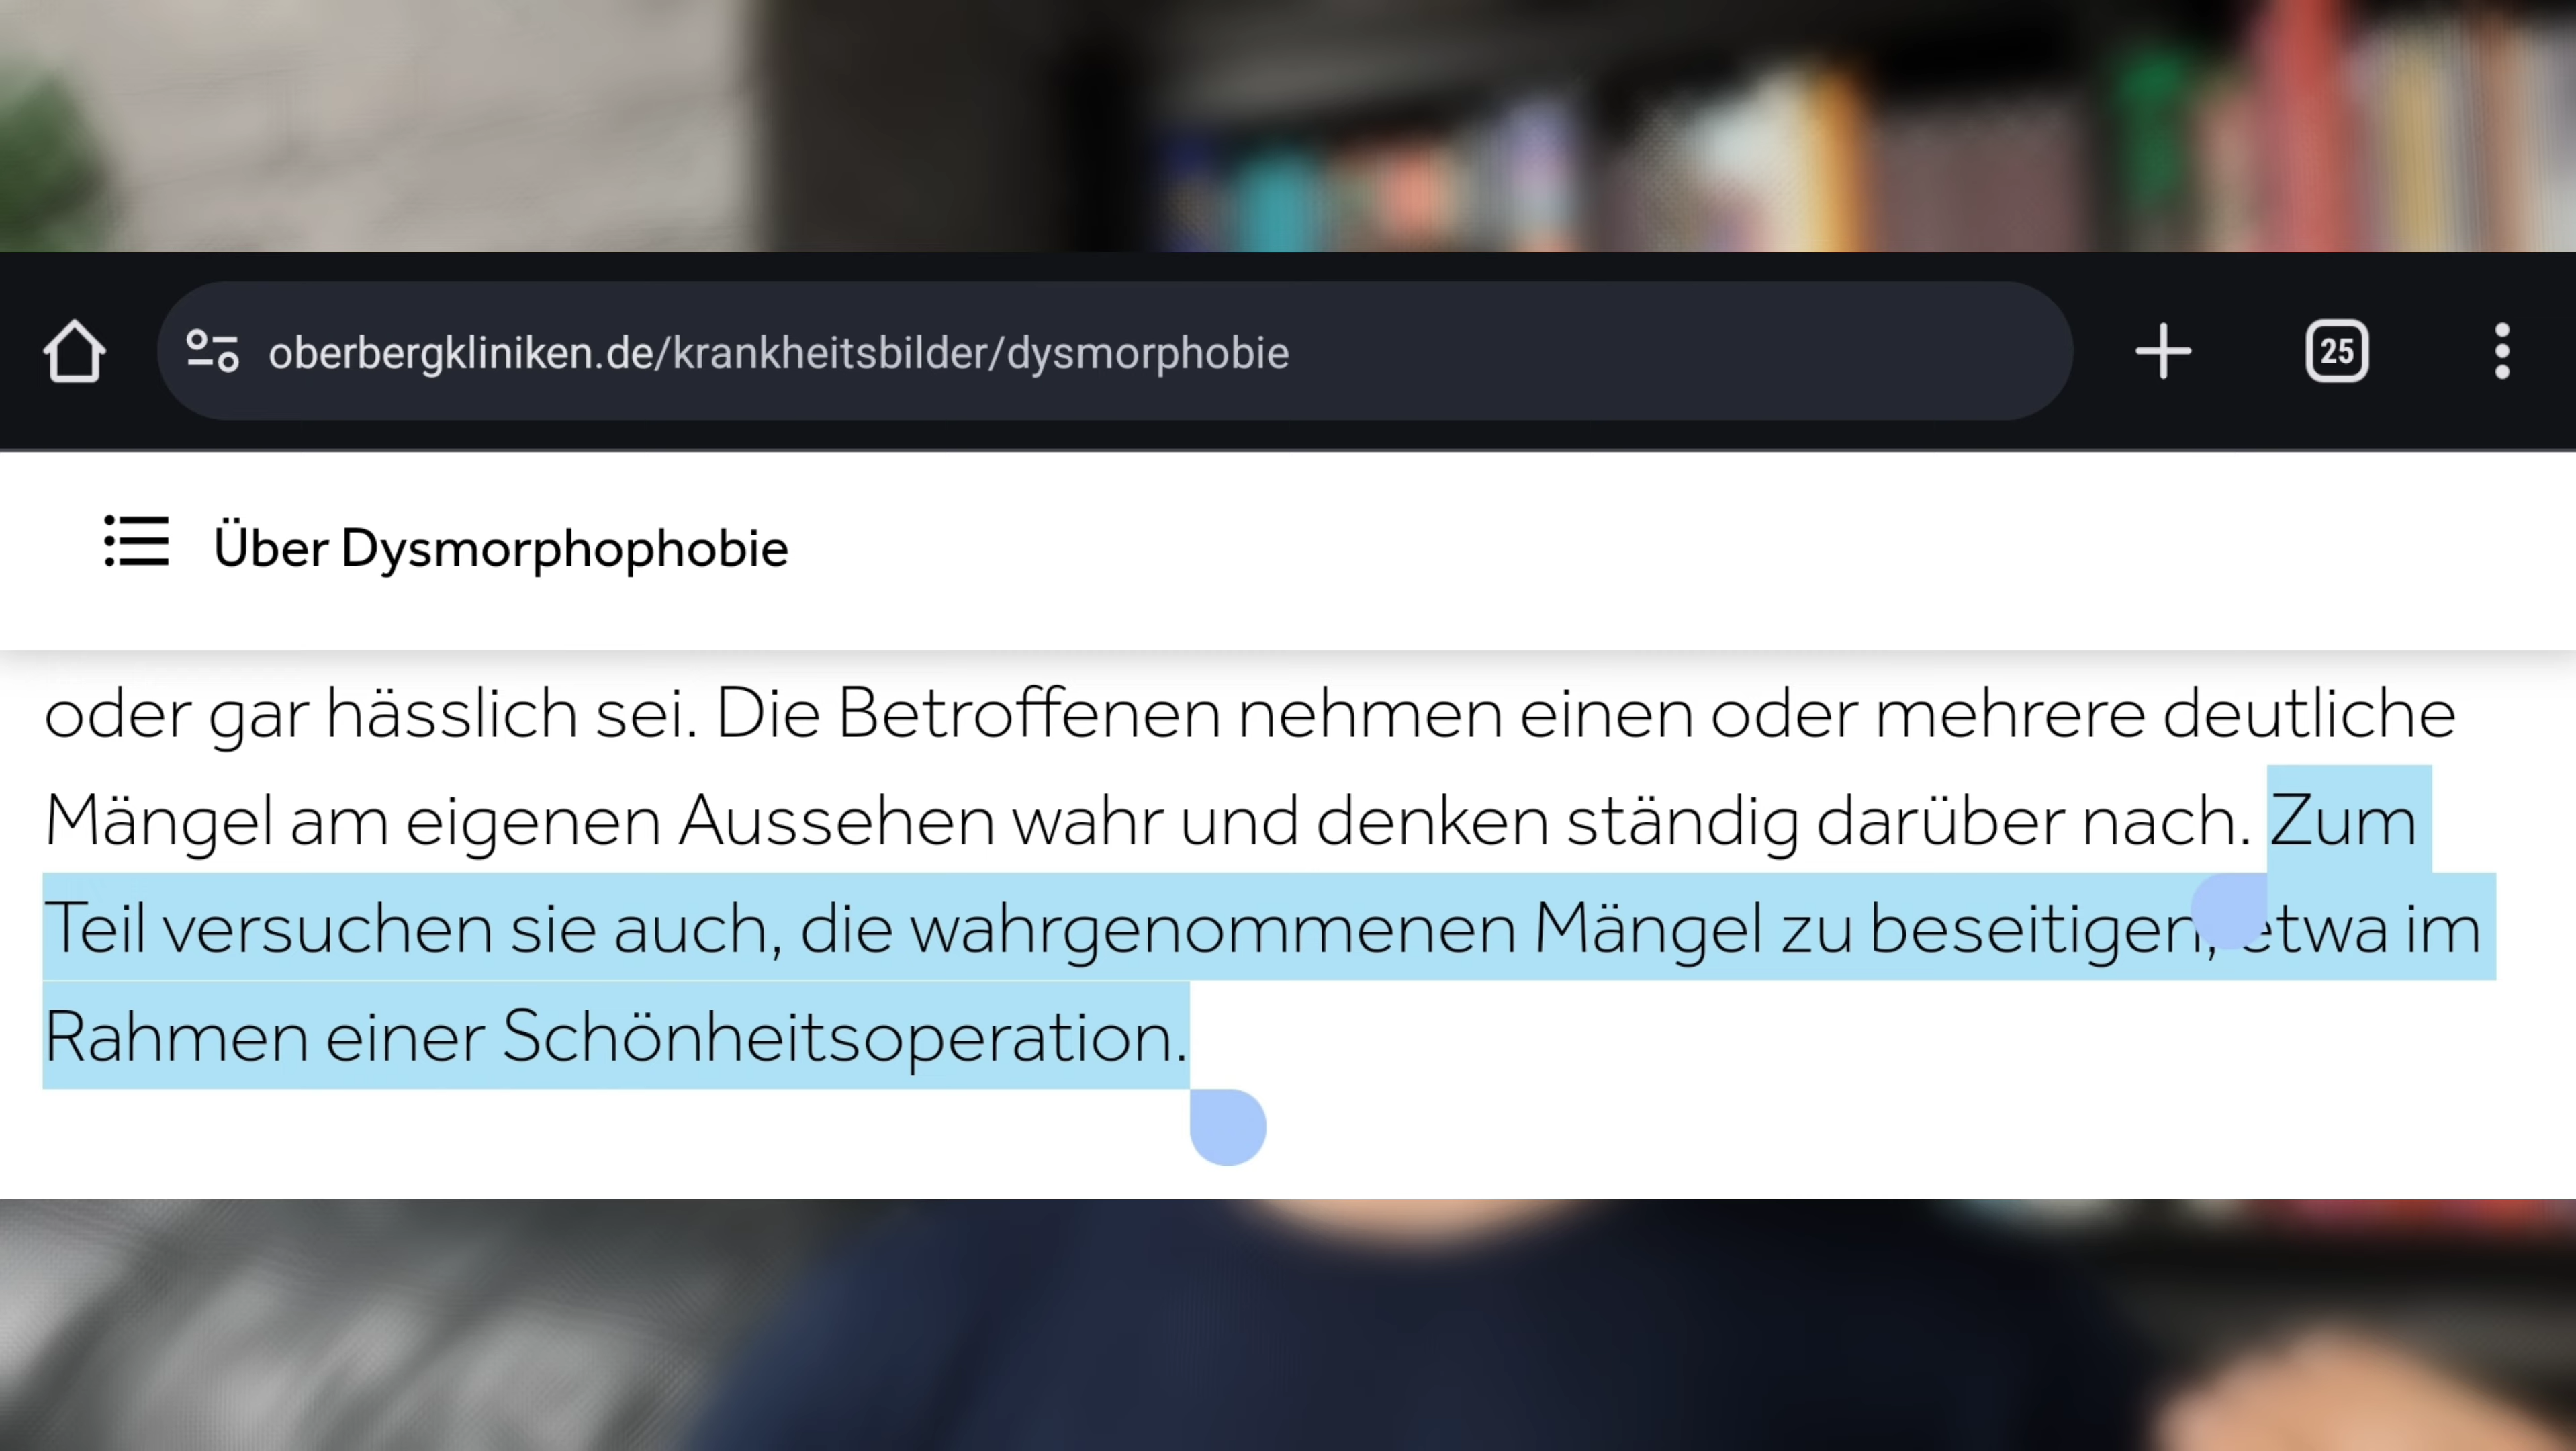 oberbergkliniken.de/krankheitsbilder/dysmorphobie
25
Über Dysmorphophobie
oder gar hässlich sei. Die Betroffenen nehmen einen oder mehrere deutliche
Mängel am eigenen Aussehen wahr und denken ständig darüber nach. Zum
Teil versuchen sie auch, die wahrgenommenen Mängel zu beseitigen, etwa im
Rahmen einer Schönheitsoperation.